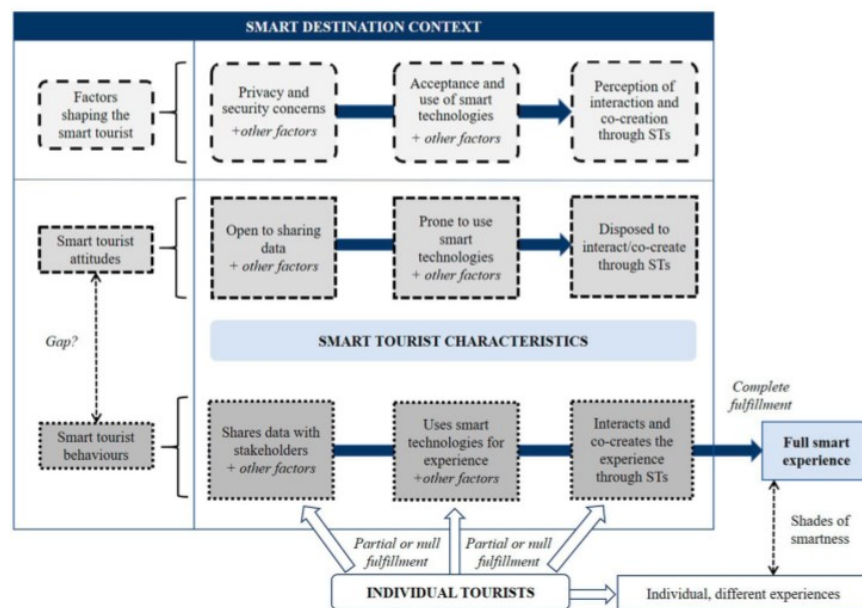 SMART DESTINATION CONTEXT
Factors
shaping the
smart tourist
Privacy and
security concerns
+other factors
Acceptance and
use of smart
technologies
+ other factors
Perception of
interaction and
co-creation
through STs
Smart tourist
attitudes
Open to sharing
data
+ other factors
Prone to use
smart
technologies
+ other factors
Disposed to
interact/co-create
through STs
Gap?
SMART TOURIST CHARACTERISTICS
Smart tourist
behaviours
Shares data with
stakeholders
+ other factors
Uses smart
technologies for
experience
+other factors
Interacts and
co-creates the
experience
through STs
Complete
fulfillment
Full smart
experience
Shades of
smartness
Partial or null
fulfillment
Partial or null
fulfillment
INDIVIDUAL TOURISTS
Individual, different experiences